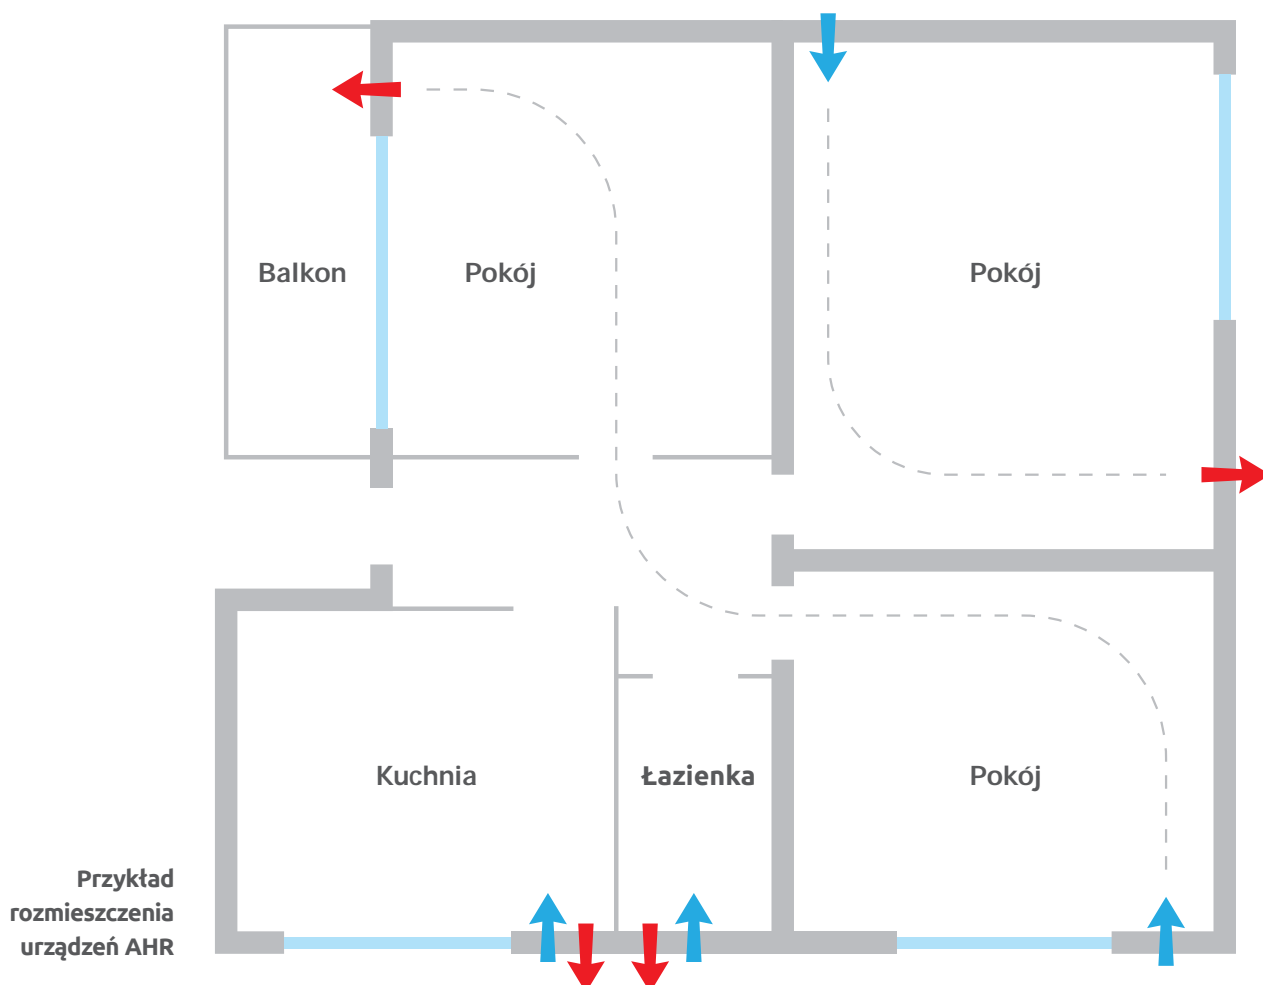 Balkon
Pokój
Pokój
Kuchnia
Łazienka
Pokój
Przykład
rozmieszczenia
urządzeń AHR